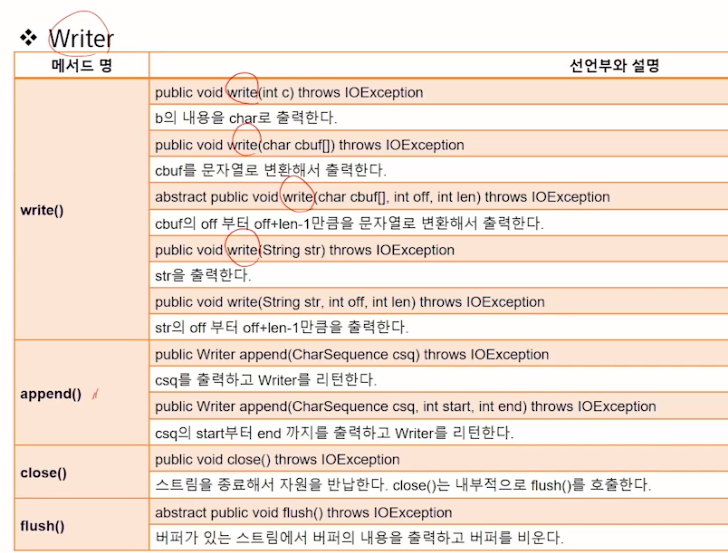 ❖ Writer
메서드 명 선언부와 설명
write()
public void write(int c) throws IOException
b의 내용을 char로 출력한다.
public void write(char cbuf[]) throws IOException
cbuf를 문자열로 변환해서 출력한다.
abstract public void write(char cbuf[], int off, int len) throws IOException
cbuf의 off 부터 off+len-1만큼을 문자열로 변환해서 출력한다.
public void write(String str) throws IOException
str을 출력한다.
public void write(String str, int off, int len) throws IOException
str의 off 부터 off+len-1만큼을 출력한다.
append()
public Writer append(CharSequence csq) throws IOException
csq를 출력하고 Writer를 리턴한다.
public Writer append(CharSequence csq, int start, int end) throws IOException
csq의 start부터 end 까지를 출력하고 Writer를 리턴한다.
close()
public void close() throws IOException
스트림을 종료해서 자원을 반납한다. close()는 내부적으로 flush()를 호출한다.
flush()
abstract public void flush() throws IOException
버퍼가 있는 스트림에서 버퍼의 내용을 출력하고 버퍼를 비운다.